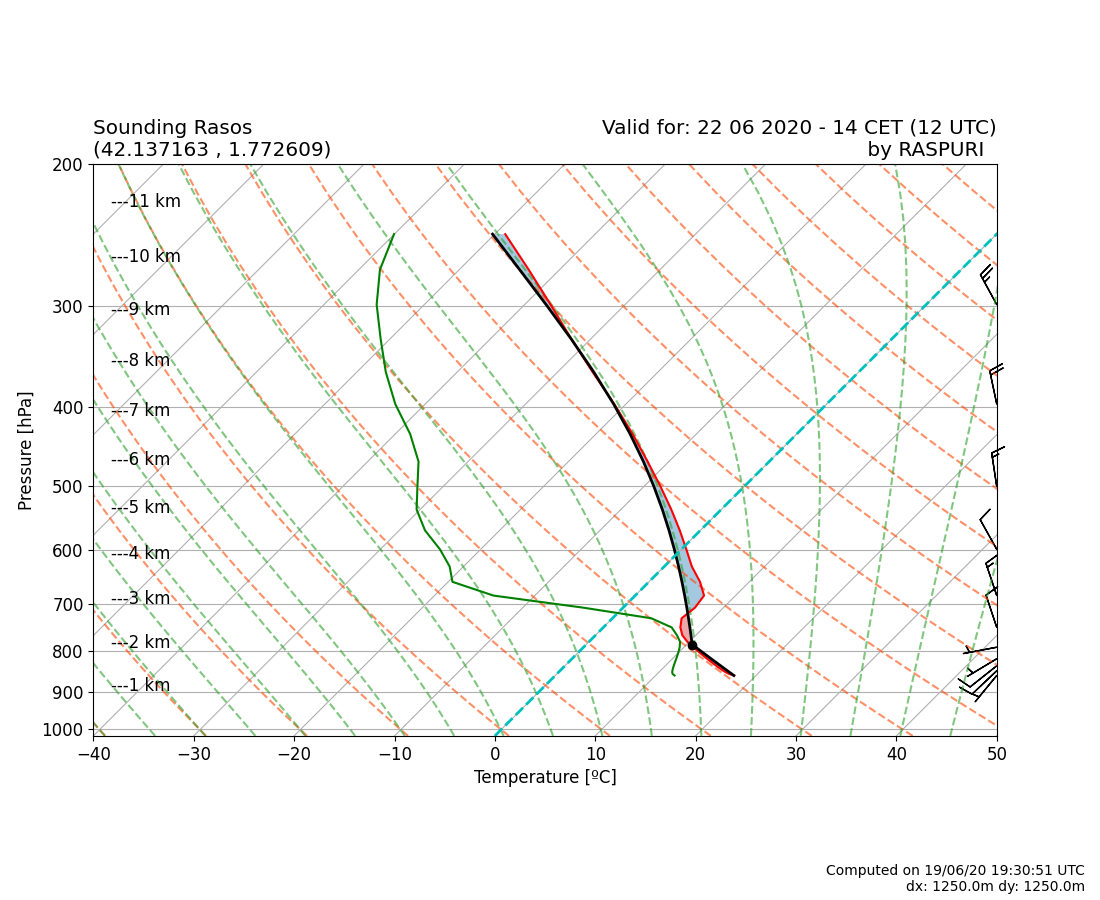 Sounding Rasos
(42.137163 , 1.772609)
Valid for: 22 06 2020 - 14 CET (12 UTC)
by RASPURI
200
300
400
500
600
700
800
900
1000
Pressure [hPa]
---11 km
---10 km
---9 km
---8 km
---7 km
---6 km
---5 km
---4 km
---3 km
---2 km
---1 km
−40 −30 −20 −10 0 10 20 30 40 50
Temperature [ºC]
Computed on 19/06/20 19:30:51 UTC
dx: 1250.0m dy: 1250.0m